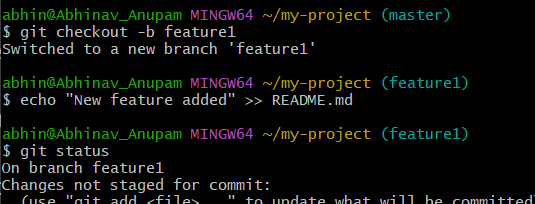 abhin@Abhinav_Anupam MINGW64 ~/my-project (master)
$ git checkout -b feature1
Switched to a new branch 'feature1'
abhin@Abhinav_Anupam MINGW64 ~/my-project (feature1)
$ echo "New feature added" >> README.md
abhin@Abhinav_Anupam MINGW64 ~/my-project (feature1)
$ git status
On branch feature1
Changes not staged for commit:
(use "git add <file>..." to update what will be committed